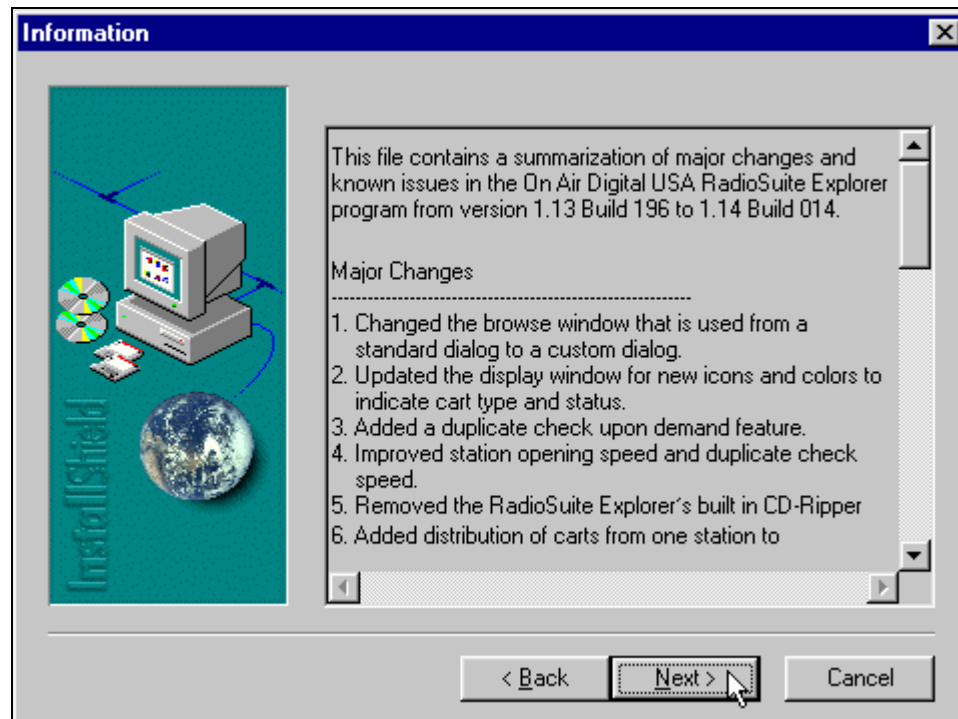 Information
This file contains a summarization of major changes and
known issues in the On Air Digital USA RadioSuite Explorer
program from version 1.13 Build 196 to 1.14 Build 014.
Major Changes
------------------------------------------------------------
1. Changed the browse window that is used from a
standard dialog to a custom dialog.
2. Updated the display window for new icons and colors to
indicate cart type and status.
3. Added a duplicate check upon demand feature.
4. Improved station opening speed and duplicate check
speed.
5. Removed the RadioSuite Explorer´s built in CD-Ripper
6. Added distribution of carts from one station to
InstallShield
< Back
Next >
Cancel